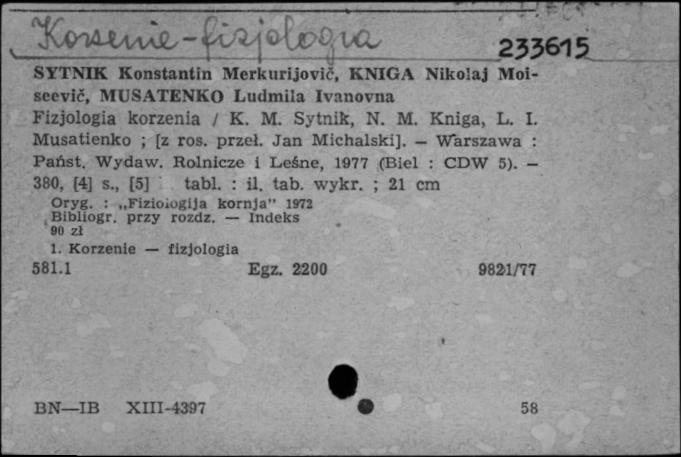 Korzenie-fizjologia
233615
SYTNIK Konstantin Merkurijovič, KNIGA Nikolaj Moi-
seevič, MUSATENKO Ludmila Ivanovna
Fizjologia korzenia / K. M. Sytnik, N. M. Kniga, L. I.
Musatienko ; [z ros. przeł. Jan Michalski]. — Warszawa :
Państ. Wydaw. Rolnicze i Leśne, 1977 (Biel : CDW 5). —
380, [4] s., [5] tabl. : il. tab. wykr. ; 21 cm
Oryg. : „Fiziologija kornja” 1972
Bibliogr. przy rozdz. — Indeks
90 zł
1. Korzenie — fizjologia
581.1 Egz. 2200 9821/77
BN—IB XIII-4397 58